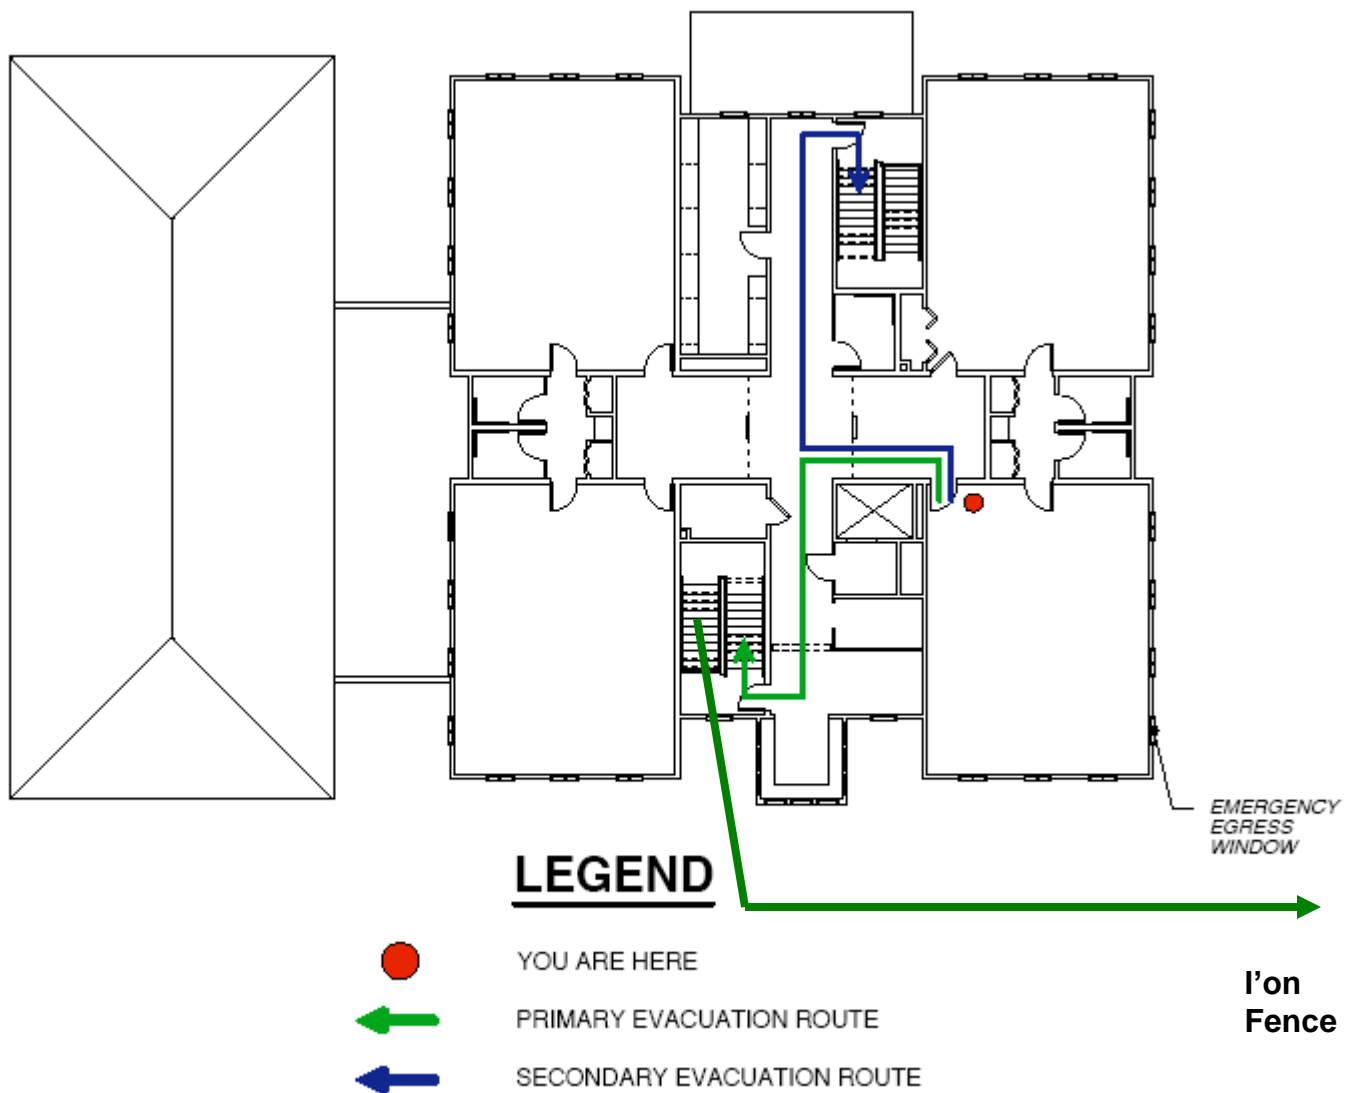 EMERGENCY
EGRESS
WINDOW
LEGEND
YOU ARE HERE
PRIMARY EVACUATION ROUTE
SECONDARY EVACUATION ROUTE
I’on
Fence